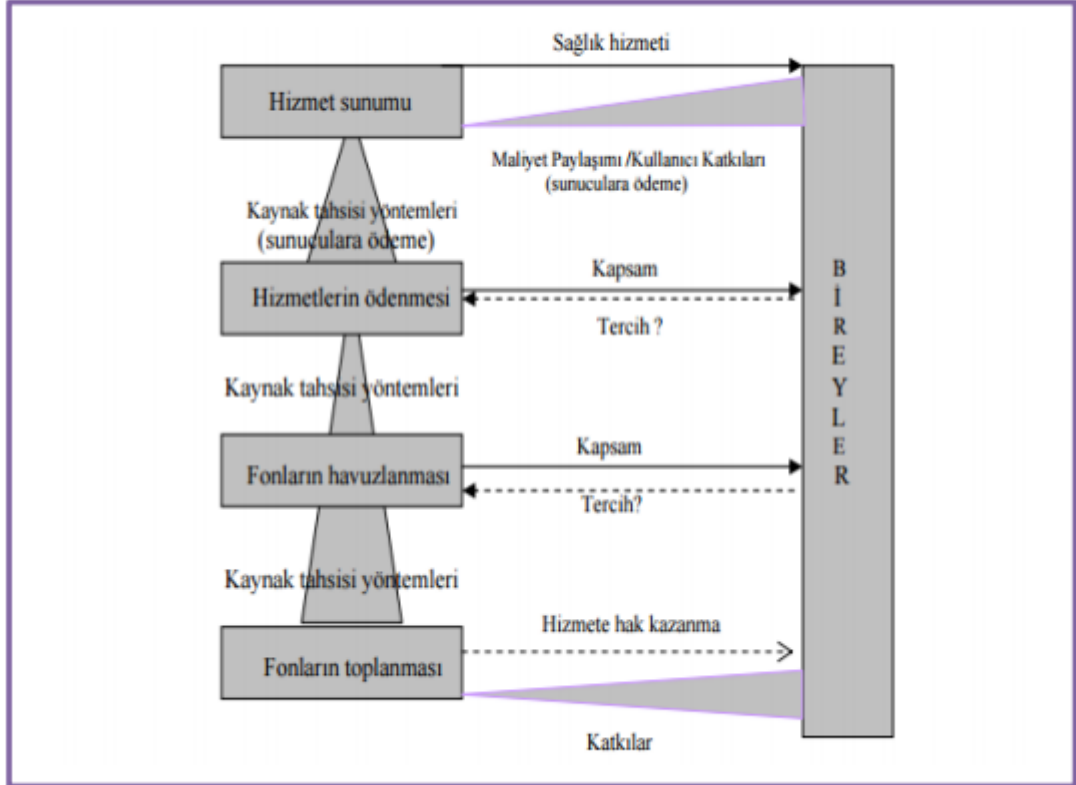 Sağlık hizmeti
Hizmet sunumu
Maliyet Paylaşımı /Kullanıcı Katkıları
(sunuculara ödeme)
Kaynak tahsisi yöntemleri
(sunuculara ödeme)
Kapsam
Hizmetlerin ödenmesi
Tercih ?
Kaynak tahsisi yöntemleri
Kapsam
Fonların havuzlanması
Tercih?
Kaynak tahsisi yöntemleri
Hizmete hak kazanma
Fonların toplanması
Katkılar
B
İ
R
E
Y
L
E
R